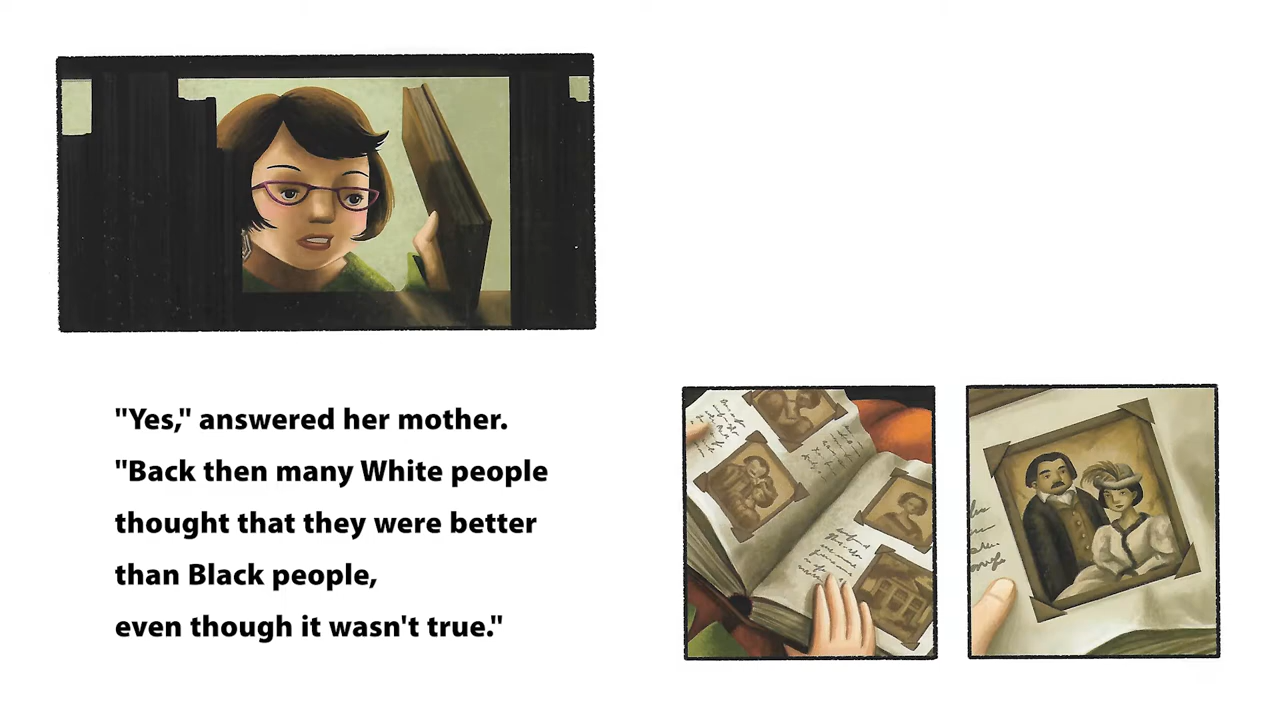 "Yes," answered her mother.
"Back then many White people
thought that they were better
than Black people,
even though it wasn't true."